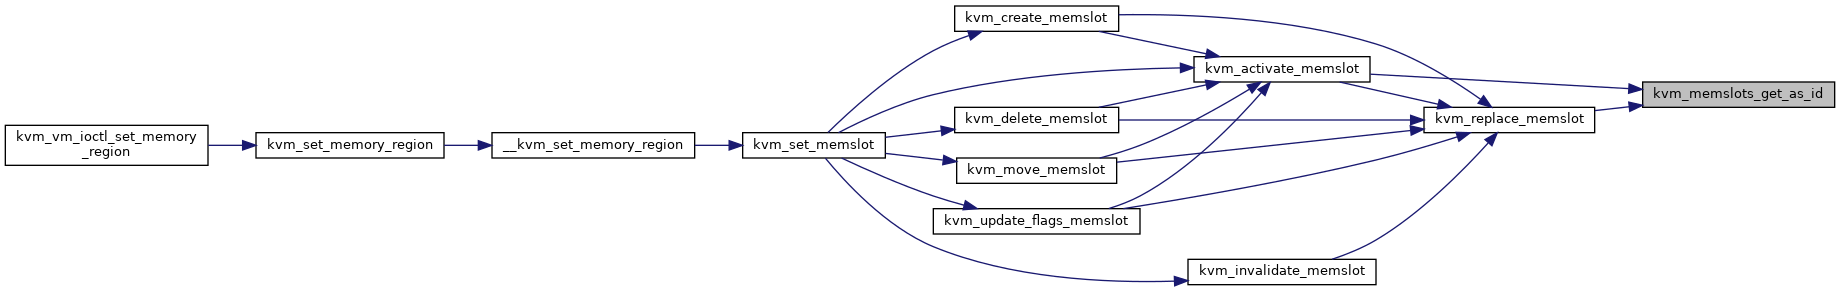 kvm_vm_ioctl_set_memory
_region
kvm_set_memory_region
__kvm_set_memory_region
kvm_set_memslot
kvm_create_memslot
kvm_activate_memslot
kvm_delete_memslot
kvm_move_memslot
kvm_update_flags_memslot
kvm_invalidate_memslot
kvm_replace_memslot
kvm_memslots_get_as_id